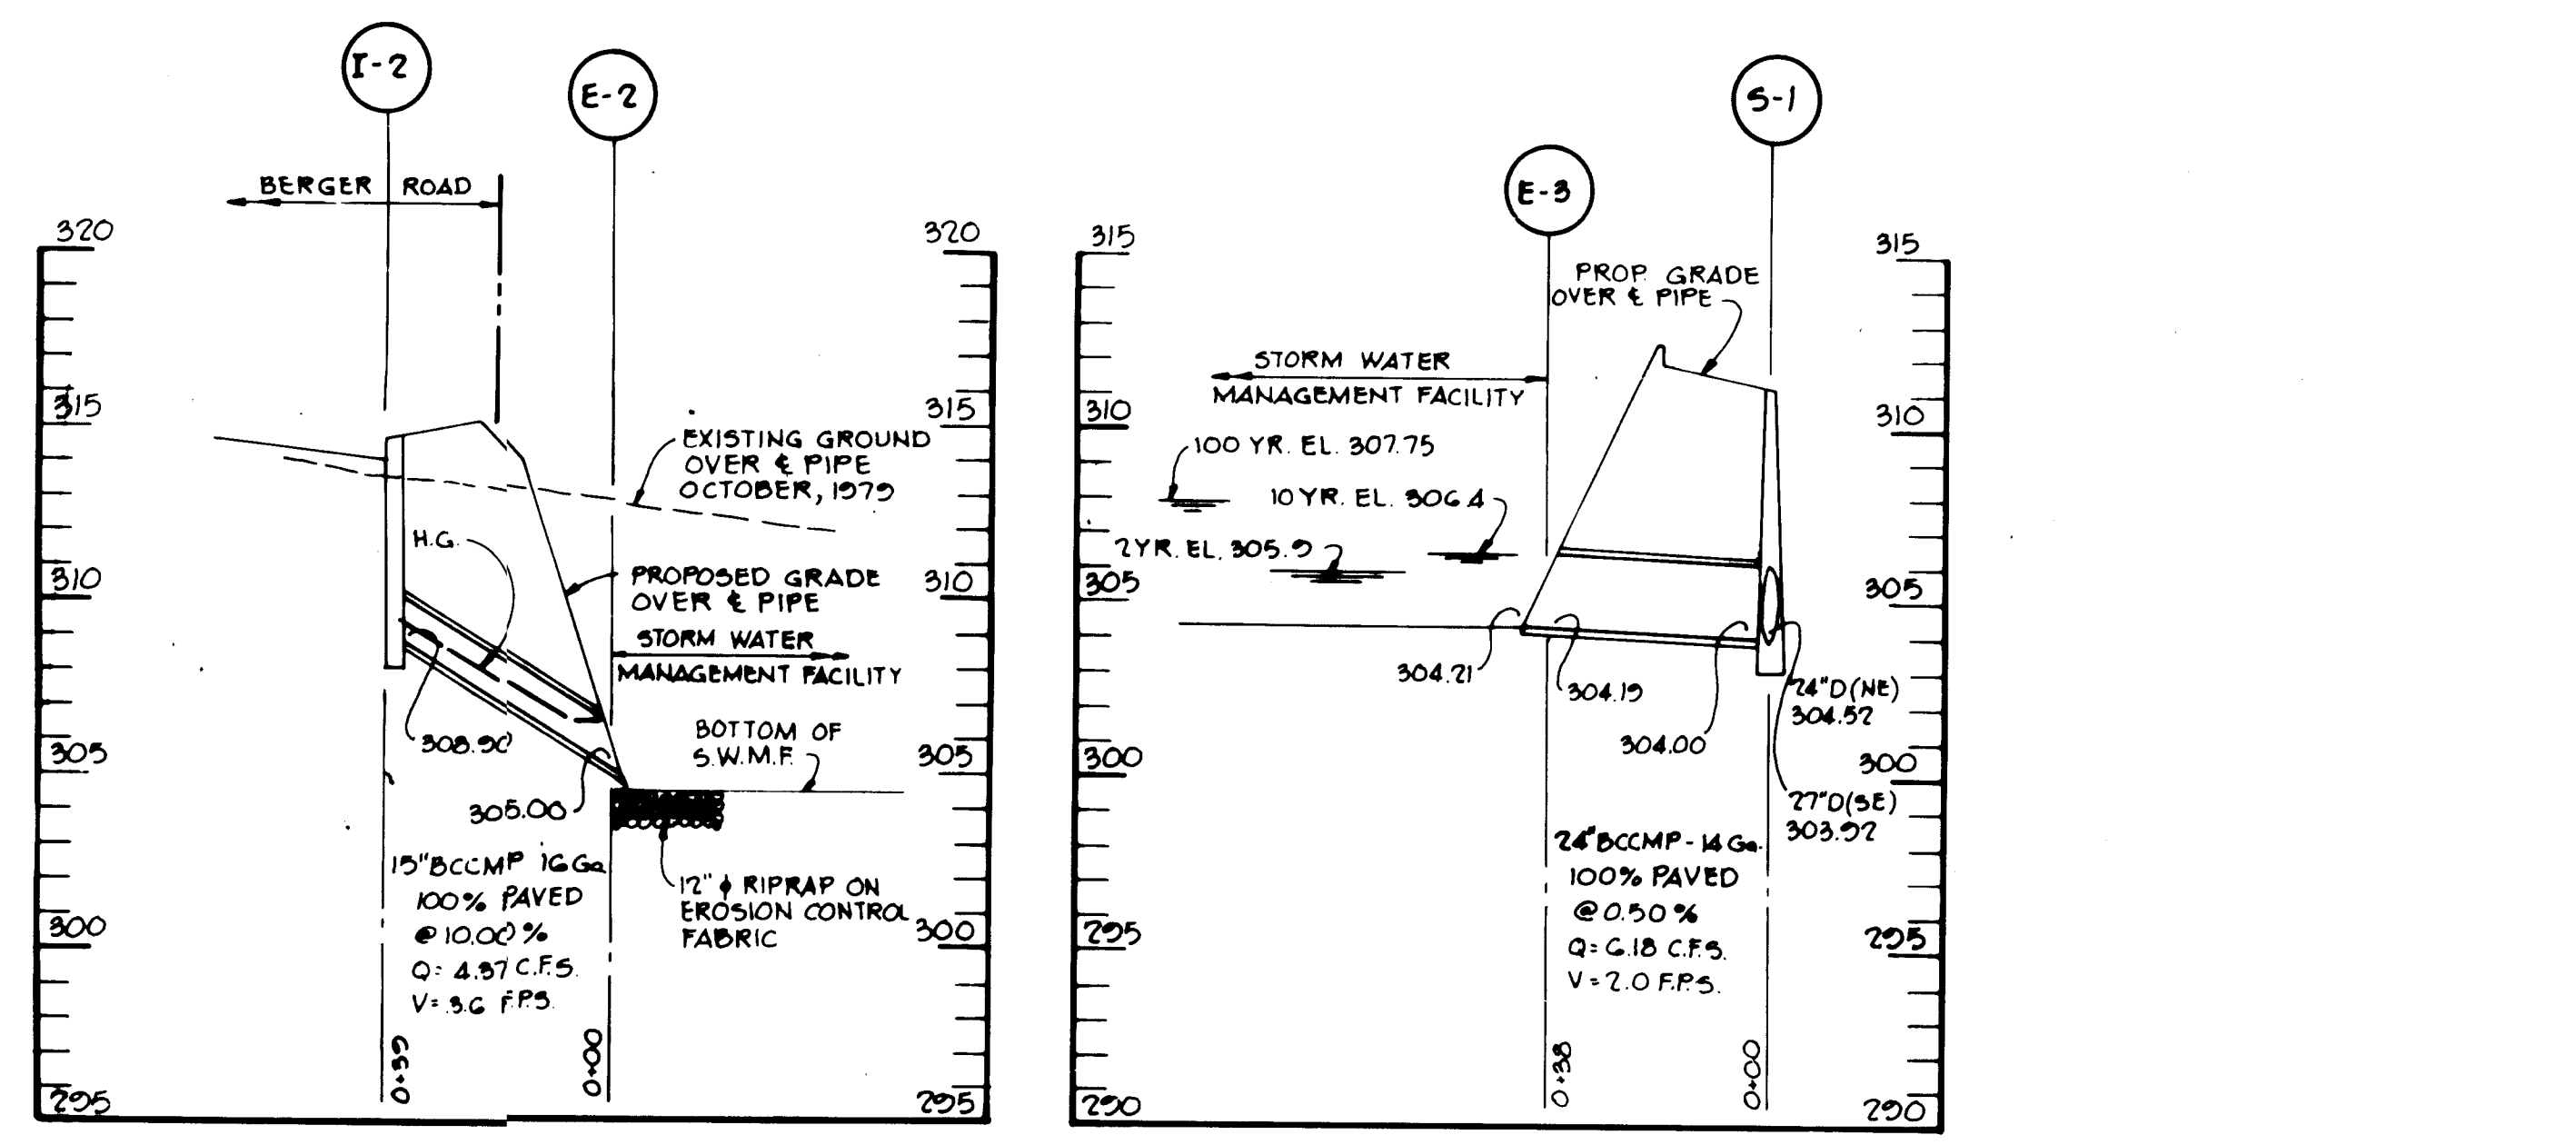 I-2
E-2
BERGER ROAD
320
320
315
315
310
310
305
305
300
300
295
295
EXISTING GROUND
OVER ℄ PIPE
OCTOBER, 1979
H.G.
PROPOSED GRADE
OVER ℄ PIPE
STORM WATER
MANAGEMENT FACILITY
308.90
305.00
BOTTOM OF
S.W.M.F.
15" BCCMP 16 Ga
100% PAVED
@ 10.00 %
Q= 4.37 C.F.S.
V= 3.6 F.P.S.
12" ϕ RIPRAP ON
EROSION CONTROL
FABRIC
0+00
S-1
E-3
315
315
310
310
305
305
300
300
295
295
290
290
PROP. GRADE
OVER ℄ PIPE
STORM WATER
MANAGEMENT FACILITY
100 YR. EL. 307.75
10 YR. EL. 306.4
2 YR. EL. 305.9
304.21
304.19
304.00
24"D(NE)
304.52
27"D(SE)
303.92
24" BCCMP - 14 Ga.
100% PAVED
@ 0.50 %
Q= 6.18 C.F.S.
V= 2.0 F.P.S.
0+38
0+00